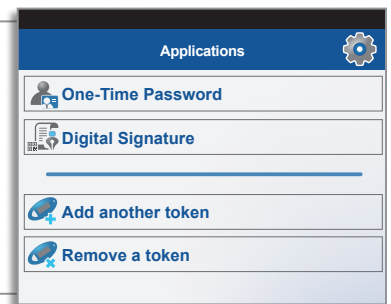 Applications
One-Time Password
Digital Signature
Add another token
Remove a token